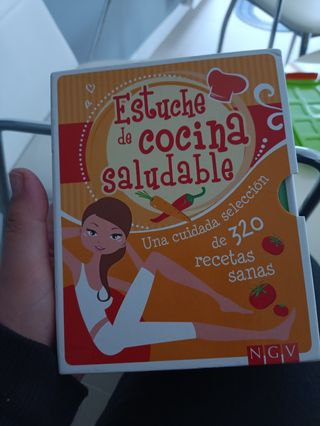 Estuche
de cocina
saludable
Una cuidada selección
de 320
recetas
sanas
NGV